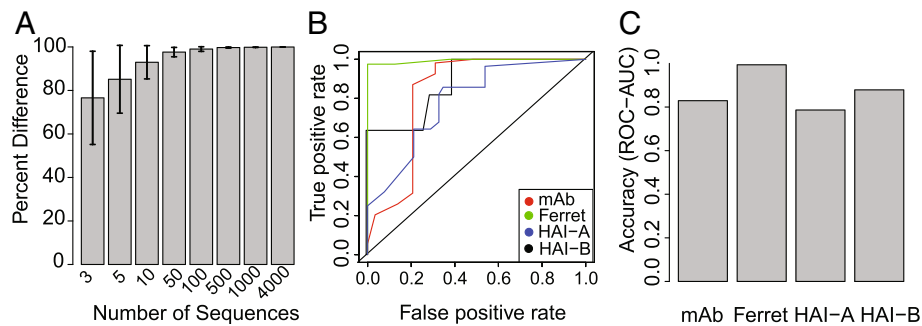 A
Percent Difference
100
80
60
40
20
0
3
5
10
50
100
500
1000
4000
Number of Sequences
B
True positive rate
1.0
0.8
0.6
0.4
0.2
0.0
mAb
Ferret
HAI−A
HAI−B
0.0
0.2
0.4
0.6
0.8
1.0
False positive rate
C
Accuracy (ROC−AUC)
1.0
0.8
0.6
0.4
0.2
0.0
mAb
Ferret
HAI−A
HAI−B